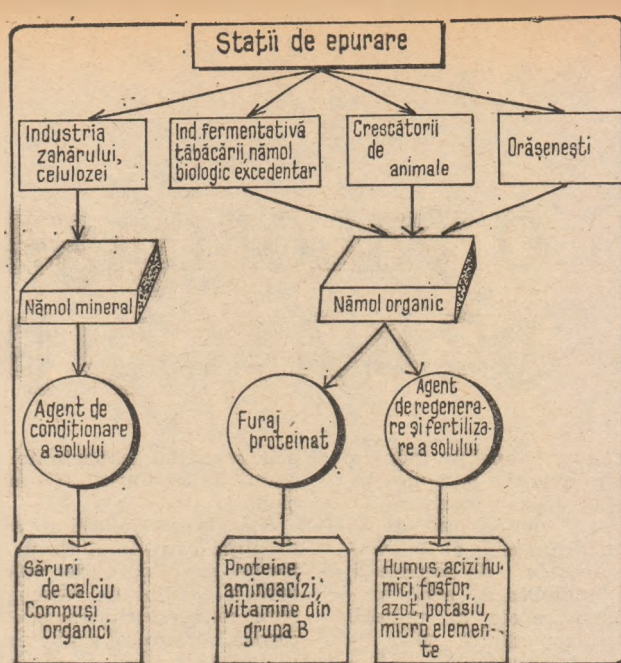 Stații de epurare
Industria
zahărului,
celulozei
Ind. fermentativă
tăbăcării, nămol
biologic excedentar
Crescătorii
de
animale
Orășenești
Nămol mineral
Nămol organic
Agent de
condiționare
a solului
Furaj
proteinat
Agent
de regenera-
re și fertiliza-
re a solului
Săruri
de calciu
Compuși
organici
Proteine,
aminoacizi,
vitamine din
grupa B
Humus, acizi hu-
mici, fosfor,
azot, potasiu,
micro elemen-
te